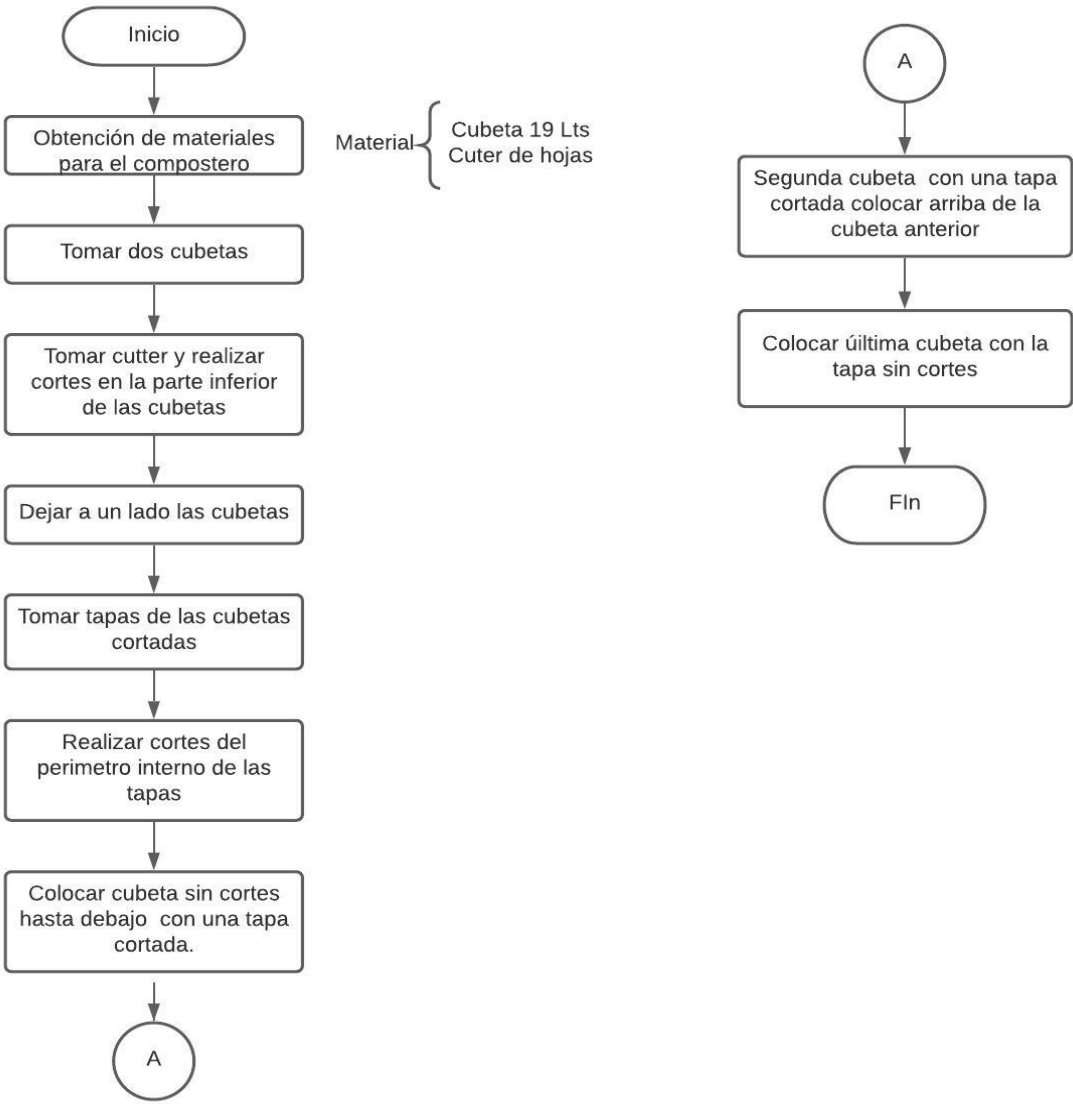 Inicio
Obtención de materiales
para el compostero
Material
Cubeta 19 Lts
Cuter de hojas
Tomar dos cubetas
Tomar cutter y realizar
cortes en la parte inferior
de las cubetas
Dejar a un lado las cubetas
Tomar tapas de las cubetas
cortadas
Realizar cortes del
perimetro interno de las
tapas
Colocar cubeta sin cortes
hasta debajo con una tapa
cortada.
A
A
Segunda cubeta con una tapa
cortada colocar arriba de la
cubeta anterior
Colocar úiltima cubeta con la
tapa sin cortes
FIn